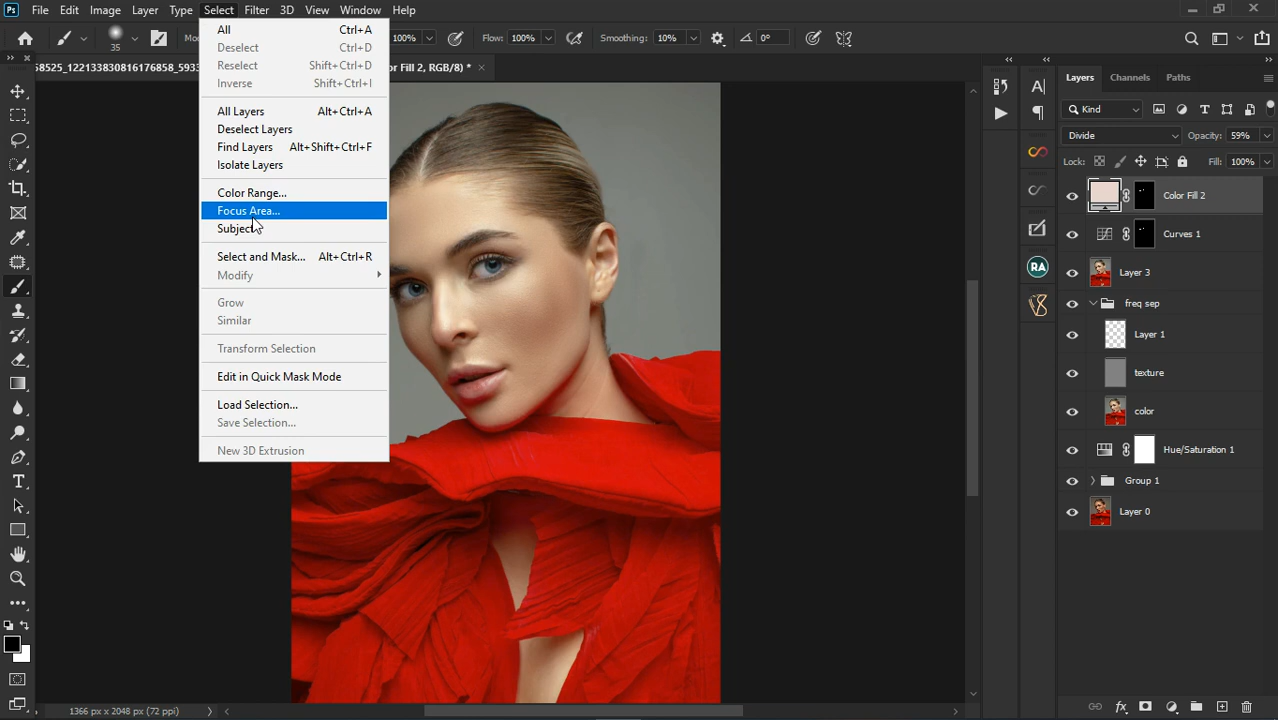 Ps File Edit Image Layer Type Select Filter 3D View Window Help
35 100% Flow: 100% Smoothing: 10% 0°
58525_122133830816176858_5933 or Fill 2, RGB/8) *
All Ctrl+A
Deselect Ctrl+D
Reselect Shift+Ctrl+D
Inverse Shift+Ctrl+I
All Layers Alt+Ctrl+A
Deselect Layers
Find Layers Alt+Shift+Ctrl+F
Isolate Layers
Color Range...
Focus Area...
Subject
Select and Mask... Alt+Ctrl+R
Modify
Grow
Similar
Transform Selection
Edit in Quick Mask Mode
Load Selection...
Save Selection...
New 3D Extrusion
Layers Channels Paths
Kind
Divide Opacity: 59%
Lock: Fill: 100%
Color Fill 2
Curves 1
Layer 3
freq sep
Layer 1
texture
color
Hue/Saturation 1
Group 1
Layer 0
RA
1366 px x 2048 px (72 ppi)